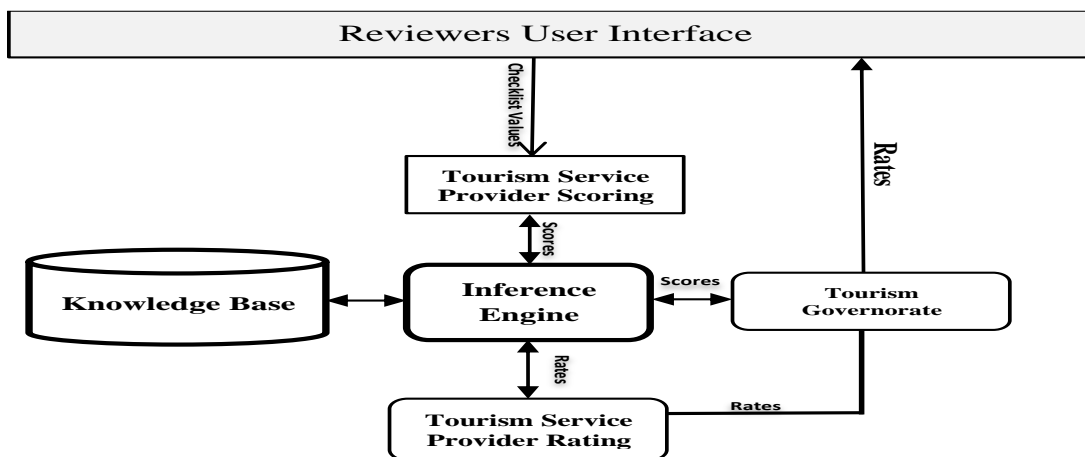 Reviewers User Interface
Checklist Values
Rates
Tourism Service
Provider Scoring
Scores
Knowledge Base
Inference
Engine
Scores
Tourism
Governorate
Rates
Tourism Service
Provider Rating
Rates